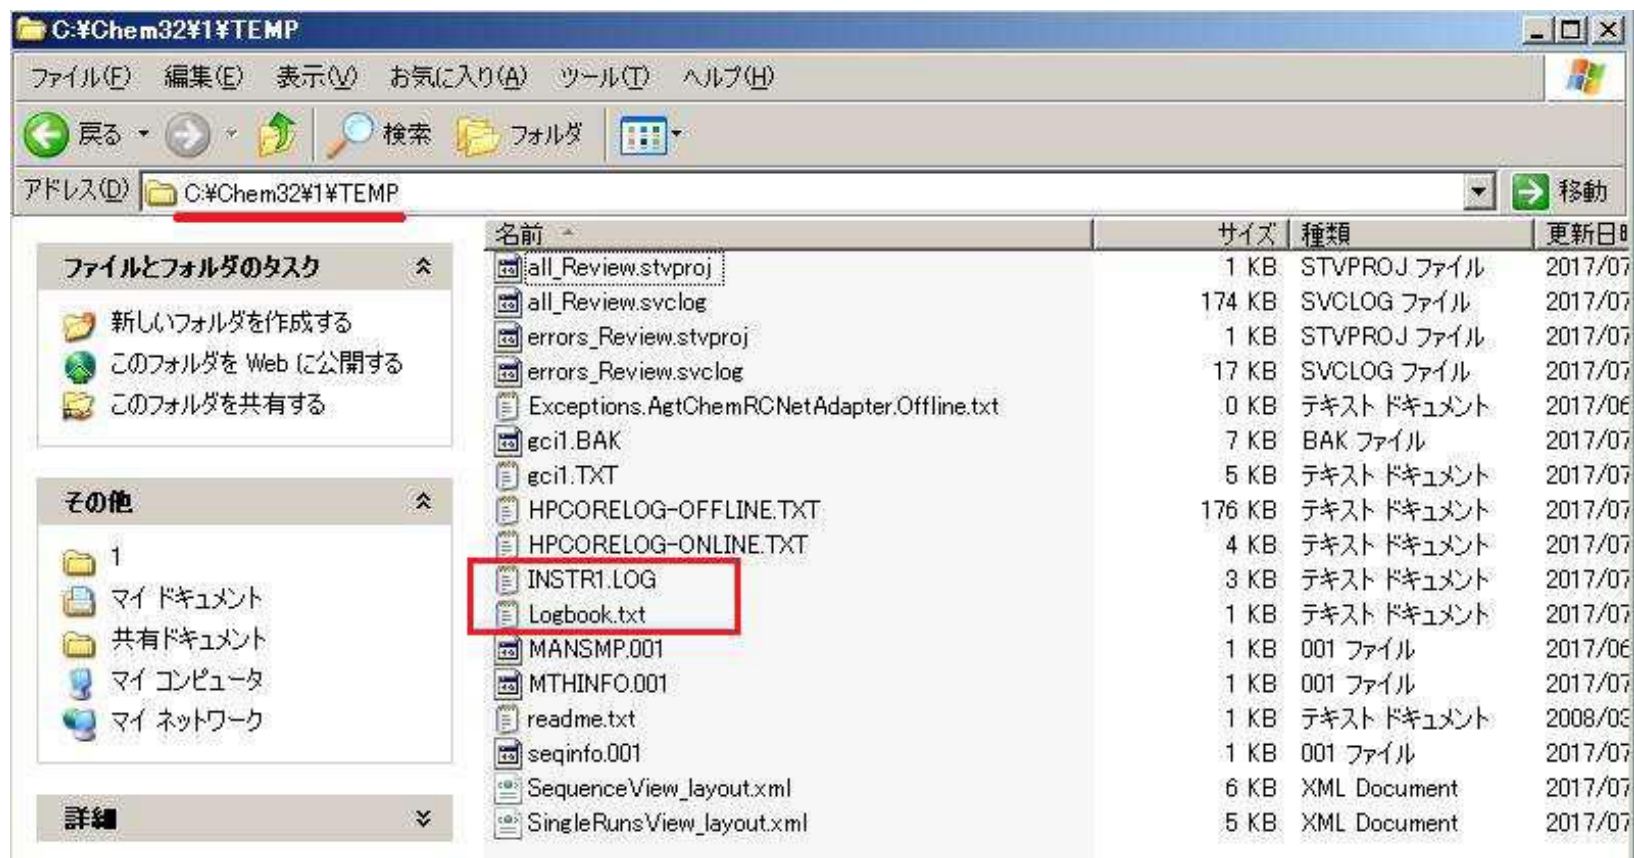 C:¥Chem32¥1¥TEMP
ファイル(F) 編集(E) 表示(V) お気に入り(A) ツール(T) ヘルプ(H)
戻る 検索 フォルダ
アドレス(D) C:¥Chem32¥1¥TEMP 移動
ファイルとフォルダのタスク
新しいフォルダを作成する
このフォルダを Web に公開する
このフォルダを共有する
その他
1
マイ ドキュメント
共有ドキュメント
マイ コンピュータ
マイ ネットワーク
詳細
名前 サイズ 種類 更新日時
all_Review.stvproj 1 KB STVPROJ ファイル 2017/07
all_Review.svclog 174 KB SVCLOG ファイル 2017/07
errors_Review.stvproj 1 KB STVPROJ ファイル 2017/07
errors_Review.svclog 17 KB SVCLOG ファイル 2017/07
Exceptions.AgtChemRCNetAdapter.Offline.txt 0 KB テキスト ドキュメント 2017/06
gci1.BAK 7 KB BAK ファイル 2017/07
gci1.TXT 5 KB テキスト ドキュメント 2017/07
HPCORELOG-OFFLINE.TXT 176 KB テキスト ドキュメント 2017/07
HPCORELOG-ONLINE.TXT 4 KB テキスト ドキュメント 2017/07
INSTR1.LOG 3 KB テキスト ドキュメント 2017/07
Logbook.txt 1 KB テキスト ドキュメント 2017/07
MANSMP.001 1 KB 001 ファイル 2017/06
MTHINFO.001 1 KB 001 ファイル 2017/07
readme.txt 1 KB テキスト ドキュメント 2008/03
seqinfo.001 1 KB 001 ファイル 2017/07
SequenceView_layout.xml 6 KB XML Document 2017/07
SingleRunsView_layout.xml 5 KB XML Document 2017/07